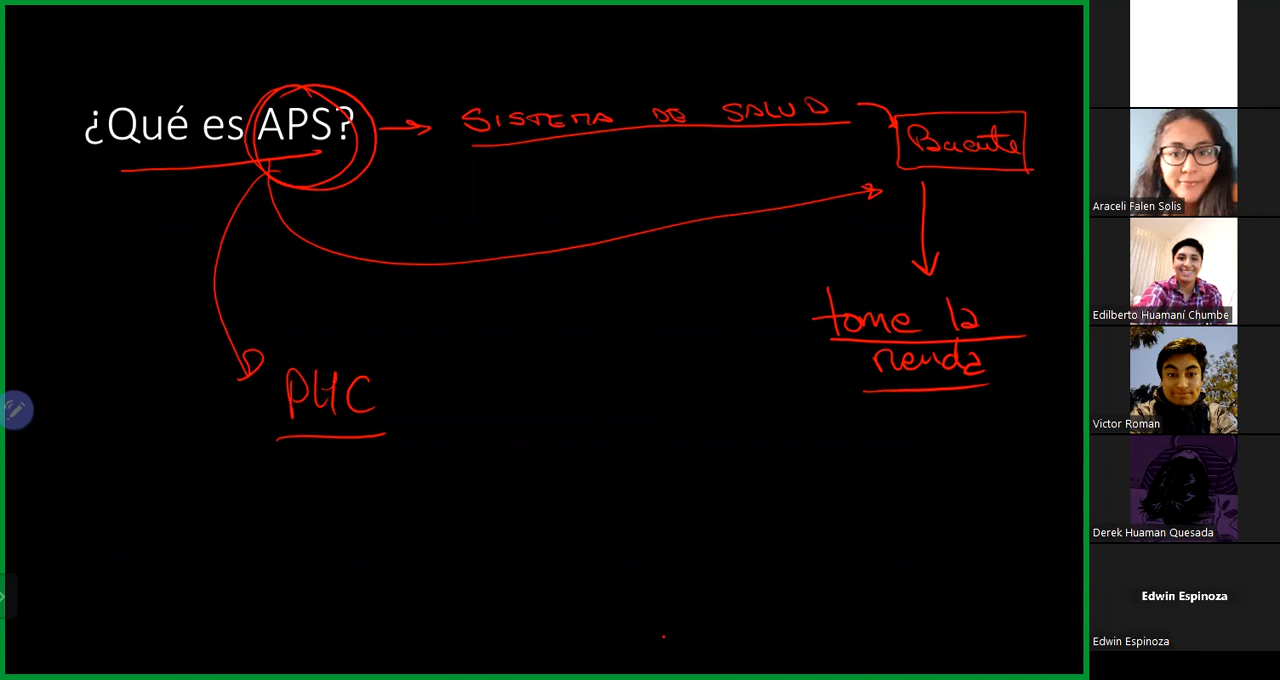 ¿Qué es APS?
SISTEMA DE SALUD
tome la
rienda
PHC
Araceli Falen Solis
Edilberto Huamaní Chumbe
Victor Roman
Derek Huaman Quesada
Edwin Espinoza
Edwin Espinoza